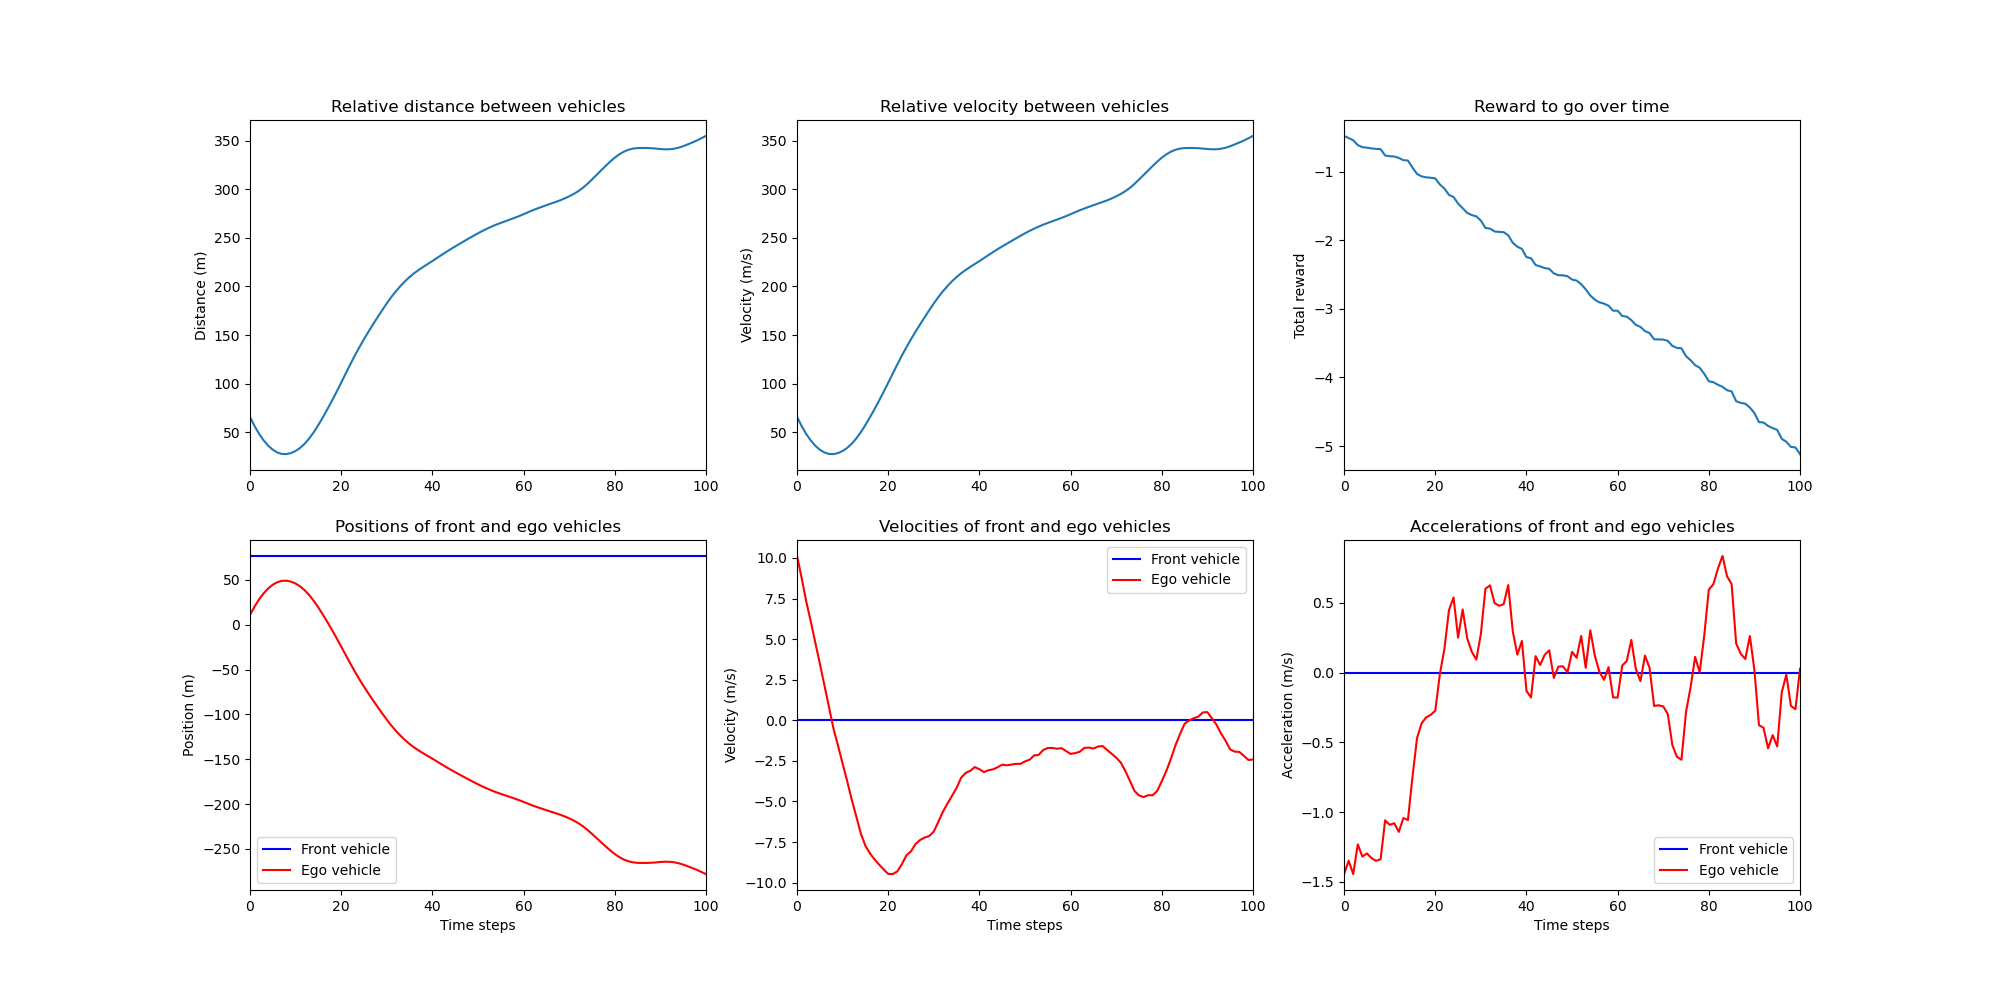 Relative distance between vehicles
Relative velocity between vehicles
Reward to go over time
350
300
250
200
150
100
50
Distance (m)
0 20 40 60 80 100
350
300
250
200
150
100
50
Velocity (m/s)
0 20 40 60 80 100
−1
−2
−3
−4
−5
Total reward
0 20 40 60 80 100
Positions of front and ego vehicles
Velocities of front and ego vehicles
Accelerations of front and ego vehicles
50
0
−50
−100
−150
−200
−250
Position (m)
Front vehicle
Ego vehicle
0 20 40 60 80 100
Time steps
10.0
7.5
5.0
2.5
0.0
−2.5
−5.0
−7.5
−10.0
Velocity (m/s)
Front vehicle
Ego vehicle
0 20 40 60 80 100
Time steps
0.5
0.0
−0.5
−1.0
−1.5
Acceleration (m/s)
Front vehicle
Ego vehicle
0 20 40 60 80 100
Time steps